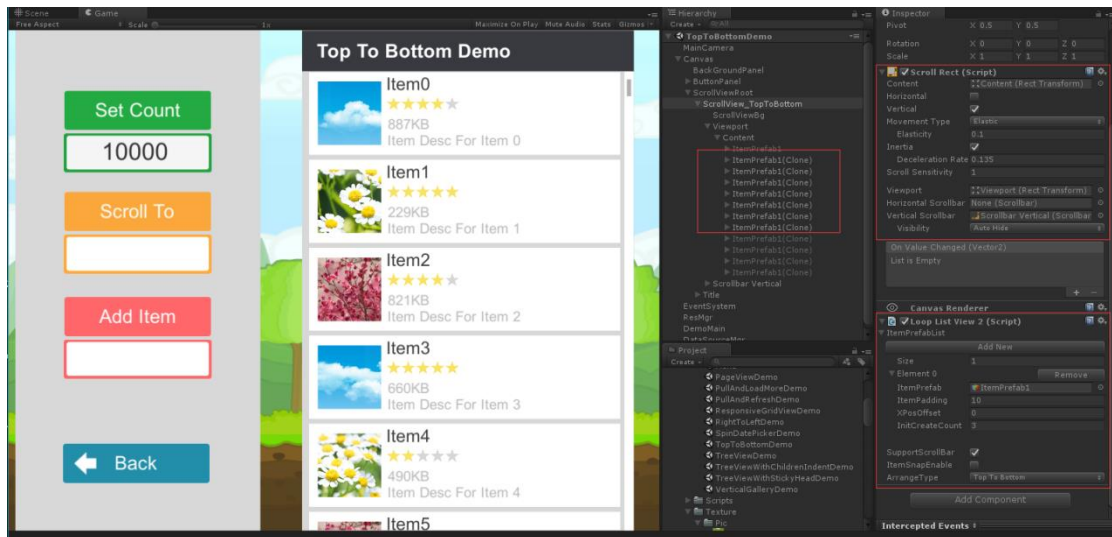 Scene
Game
Free Aspect
Scale
1x
Maximize On Play Mute Audio Stats Gizmos
Set Count
10000
Scroll To
Add Item
Back
Top To Bottom Demo
Item0
887KB
Item Desc For Item 0
Item1
229KB
Item Desc For Item 1
Item2
821KB
Item Desc For Item 2
Item3
660KB
Item Desc For Item 3
Item4
490KB
Item Desc For Item 4
Item5
Hierarchy
Create
All
TopToBottomDemo
MainCamera
Canvas
BackGroundPanel
ButtonPanel
ScrollViewRoot
ScrollView_TopToBottom
ScrollViewBg
Viewport
Content
ItemPrefab1
ItemPrefab1(Clone)
ItemPrefab1(Clone)
ItemPrefab1(Clone)
ItemPrefab1(Clone)
ItemPrefab1(Clone)
ItemPrefab1(Clone)
ItemPrefab1(Clone)
ItemPrefab1(Clone)
ItemPrefab1(Clone)
ItemPrefab1(Clone)
ItemPrefab1(Clone)
Scrollbar Vertical
Title
EventSystem
ResMgr
DemoMain
DataSourceMgr
Project
Create
PageViewDemo
PullAndLoadMoreDemo
PullAndRefreshDemo
ResponsiveGridViewDemo
RightToLeftDemo
SpinDatePickerDemo
TopToBottomDemo
TreeViewDemo
TreeViewWithChildrenIndentDemo
TreeViewWithStickyHeadDemo
VerticalGalleryDemo
Scripts
Texture
Pic
Inspector
Pivot X 0.5 Y 0.5
Rotation X 0 Y 0 Z 0
Scale X 1 Y 1 Z 1
Scroll Rect (Script)
Content Content (Rect Transform)
Horizontal
Vertical
Movement Type Elastic
Elasticity 0.1
Inertia
Deceleration Rate 0.135
Scroll Sensitivity 1
Viewport Viewport (Rect Transform)
Horizontal Scrollbar None (Scrollbar)
Vertical Scrollbar Scrollbar Vertical (Scrollbar
Visibility Auto Hide
On Value Changed (Vector2)
List is Empty
Canvas Renderer
Loop List View 2 (Script)
ItemPrefabList
Add New
Size 1
Element 0 Remove
ItemPrefab ItemPrefab1
ItemPadding 10
XPosOffset 0
InitCreateCount 3
SupportScrollBar
ItemSnapEnable
ArrangeType Top To Bottom
Add Component
Intercepted Events